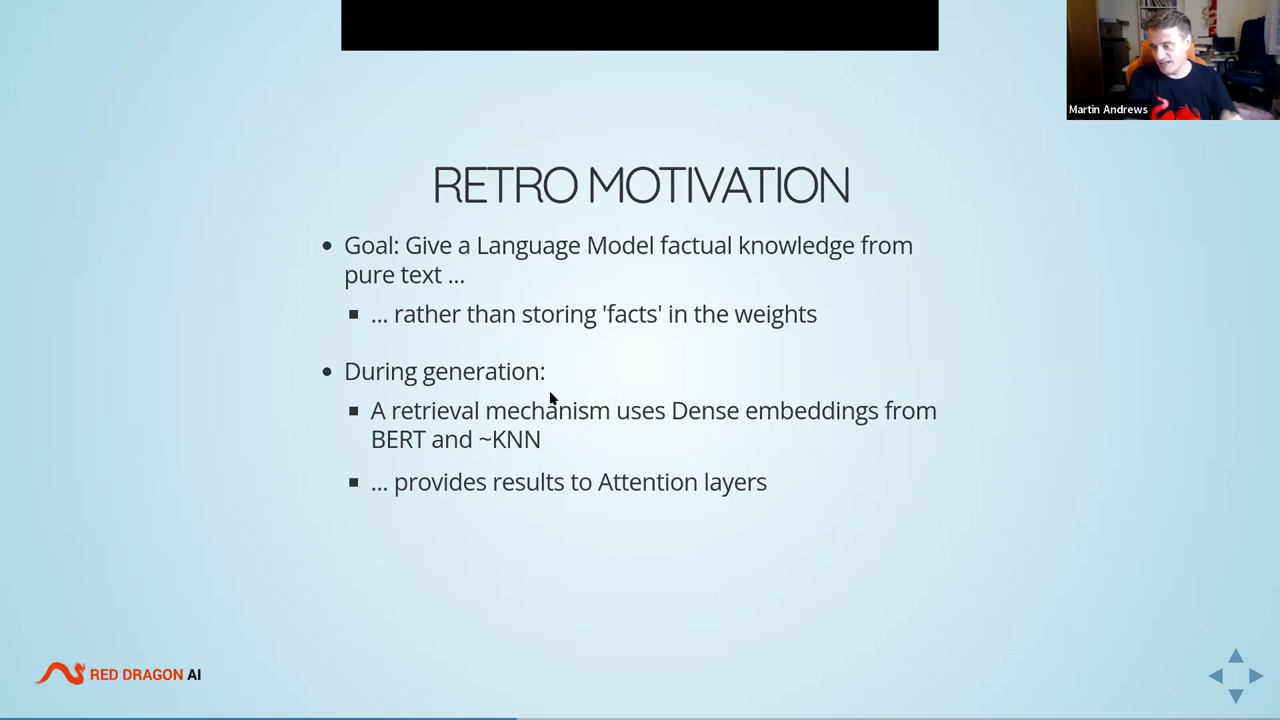 Martin Andrews
RETRO MOTIVATION
Goal: Give a Language Model factual knowledge from
pure text ...
... rather than storing 'facts' in the weights
During generation:
A retrieval mechanism uses Dense embeddings from
BERT and ~KNN
... provides results to Attention layers
RED DRAGON AI